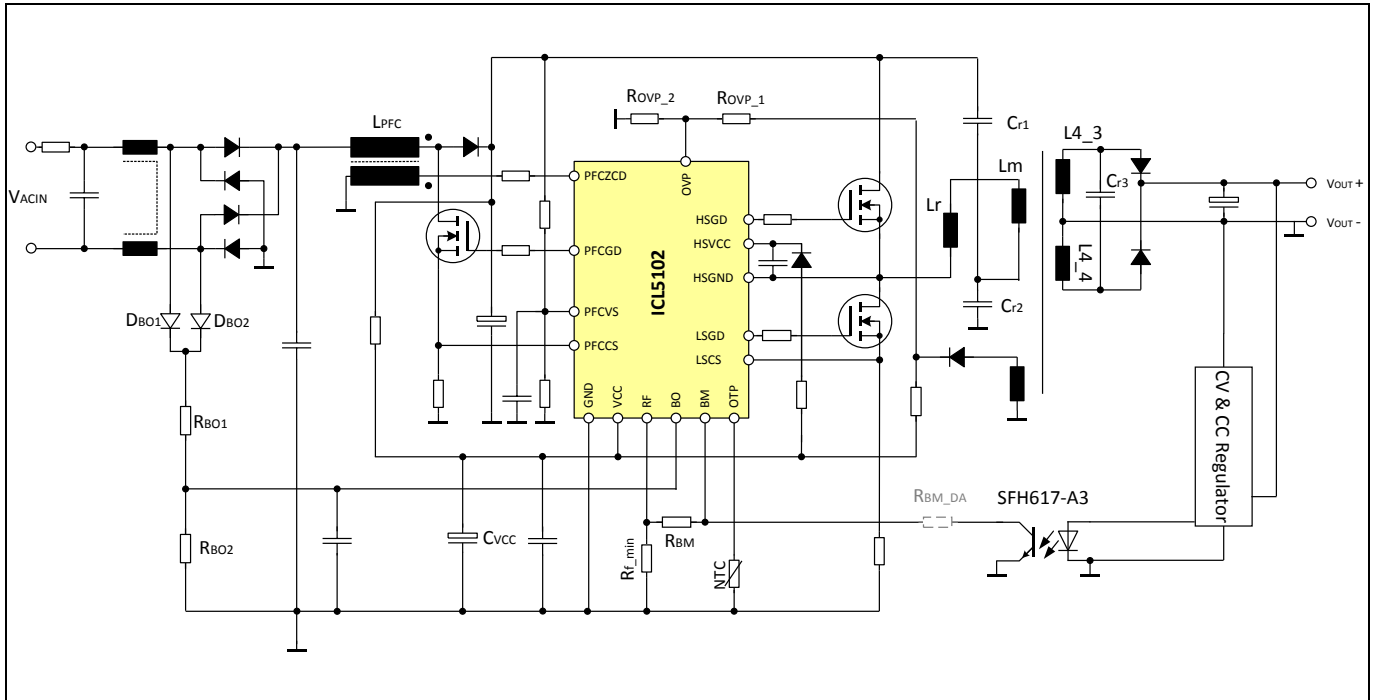 ROVP_2
ROVP_1
LPFC
Cr1
L4_3
VACIN
PFCZCD
OVP
Lm
Cr3
HSGD
Lr
VOUT +
VOUT -
PFCGD
HSVCC
HSGND
L4_4
ICL5102
DBO1
DBO2
PFCVS
PFCCS
LSGD
LSCS
Cr2
GND
VCC
RF
BO
BM
OTP
RBO1
CV & CC Regulator
RBM_DA
SFH617-A3
RBO2
CVCC
RBM
Rf_min
NTC